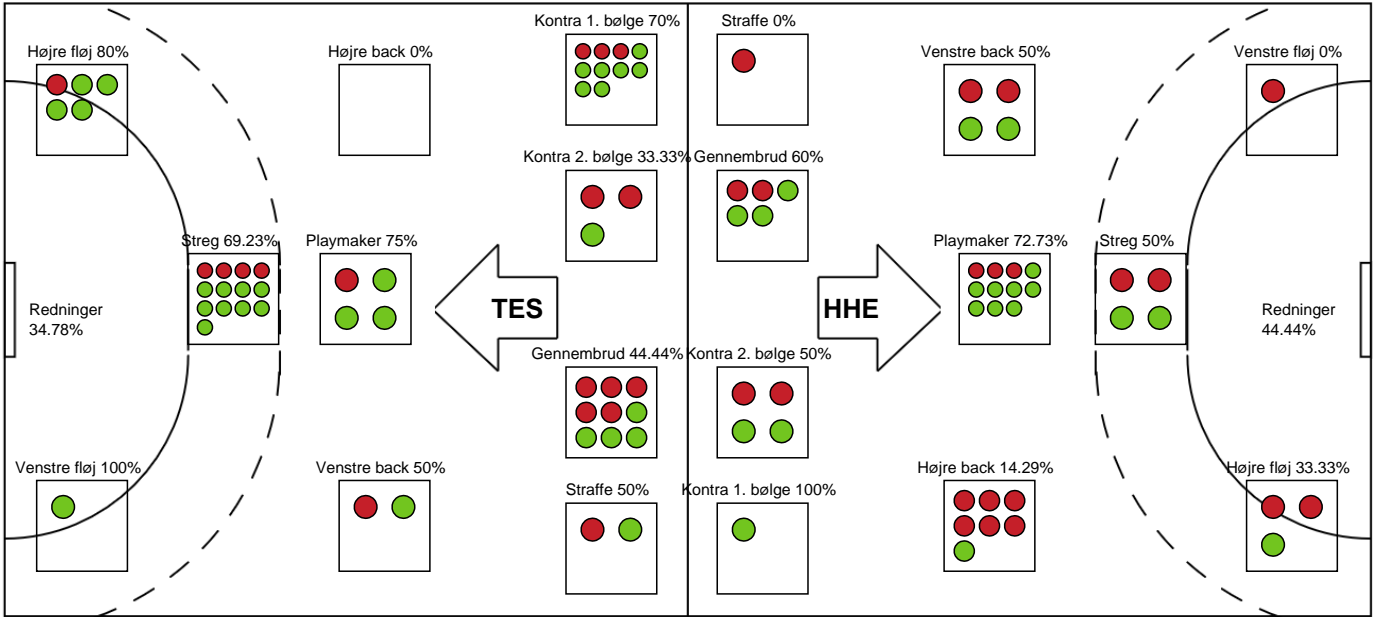 Kontra 1. bølge 70%
Straffe 0%
Højre fløj 80%
Højre back 0%
Venstre back 50%
Venstre fløj 0%
Kontra 2. bølge 33.33%
Gennembrud 60%
Streg 69.23%
Playmaker 75%
Playmaker 72.73%
Streg 50%
Redninger
34.78%
TES
HHE
Redninger
44.44%
Gennembrud 44.44%
Kontra 2. bølge 50%
Venstre fløj 100%
Venstre back 50%
Højre back 14.29%
Højre fløj 33.33%
Straffe 50%
Kontra 1. bølge 100%